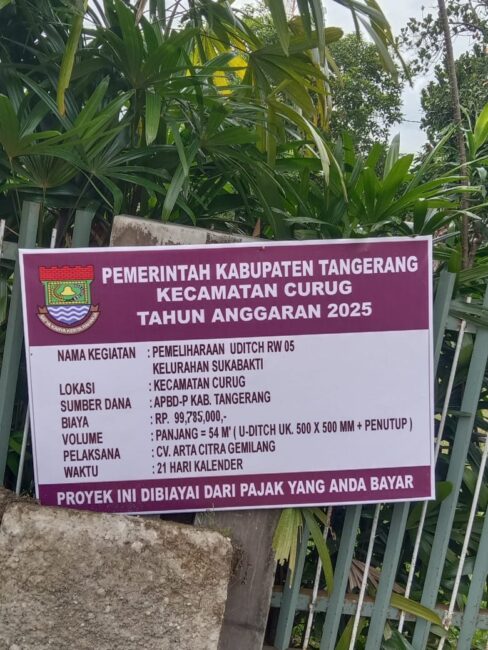 PEMERINTAH KABUPATEN TANGERANG
KECAMATAN CURUG
TAHUN ANGGARAN 2025
NAMA KEGIATAN : PEMELIHARAAN UDITCH RW 05
KELURAHAN SUKABAKTI
LOKASI : KECAMATAN CURUG
SUMBER DANA : APBD-P KAB. TANGERANG
BIAYA : RP. 99,785,000,-
VOLUME : PANJANG = 54 M' ( U-DITCH UK. 500 X 500 MM + PENUTUP )
PELAKSANA : CV. ARTA CITRA GEMILANG
WAKTU : 21 HARI KALENDER
PROYEK INI DIBIAYAI DARI PAJAK YANG ANDA BAYAR